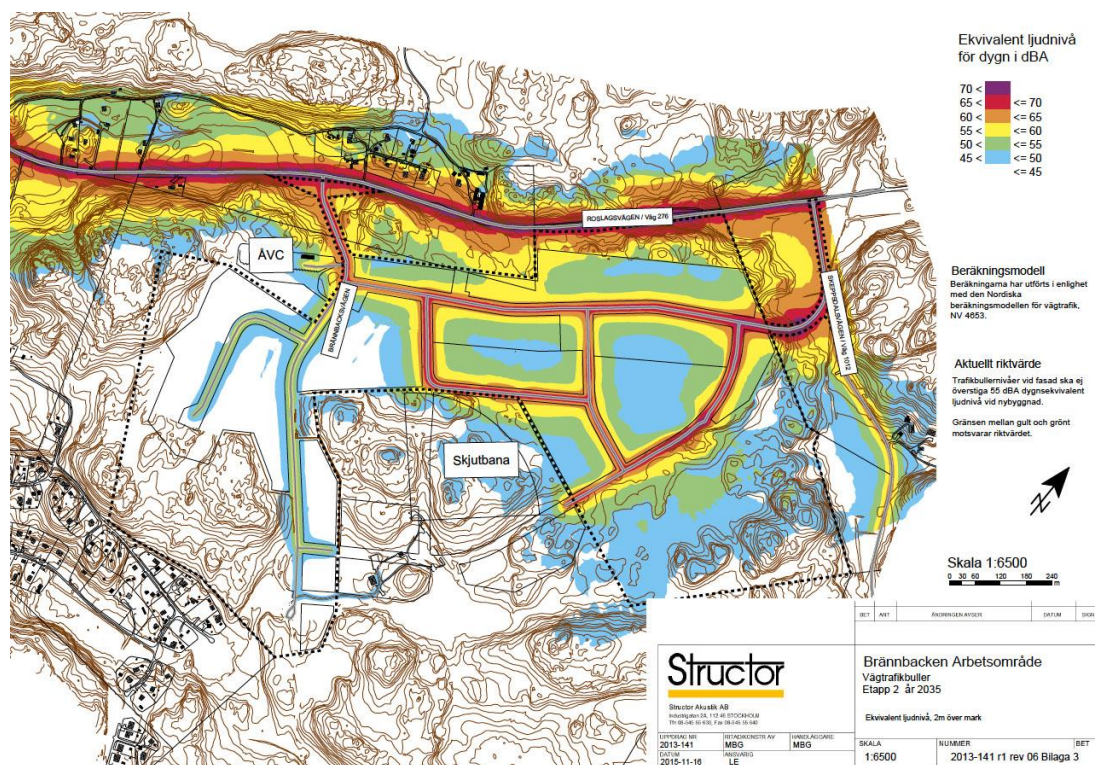 Ekvivalent ljudnivå
för dygn i dBA
70 <
65 < <= 70
60 < <= 65
55 < <= 60
50 < <= 55
45 < <= 50
<= 45
ROSLAGSVÄGEN / Väg 276
ÅVC
BRÄNNBACKSVÄGEN
SKEPPSDALSVÄGEN / Väg 1012
Skjutbana
Beräkningsmodell
Beräkningarna har utförts i enlighet
med den Nordiska
beräkningsmodellen för vägtrafik,
NV 4653.
Aktuellt riktvärde
Trafikbullernivåer vid fasad ska ej
överstiga 55 dBA dygnsekvivalent
ljudnivå vid nybyggnad.
Gränsen mellan gult och grönt
motsvarar riktvärdet.
N
Skala 1:6500
0 30 60 120 180 240
m
BET ANT ÄNDRINGEN AVSER DATUM SIGN
Structor
Structor Akustik AB
Industrigatan 2A, 112 46 STOCKHOLM
UPPDRAG NR RITAD/KONSTR AV HANDLÄGGARE
2013-141 MBG MBG
DATUM ANSVARIG
2015-11-16 LE
Brännbacken Arbetsområde
Vägtrafikbuller
Etapp 2 år 2035
Ekvivalent ljudnivå, 2m över mark
SKALA NUMMER BET
1:6500 2013-141 r1 rev 06 Bilaga 3